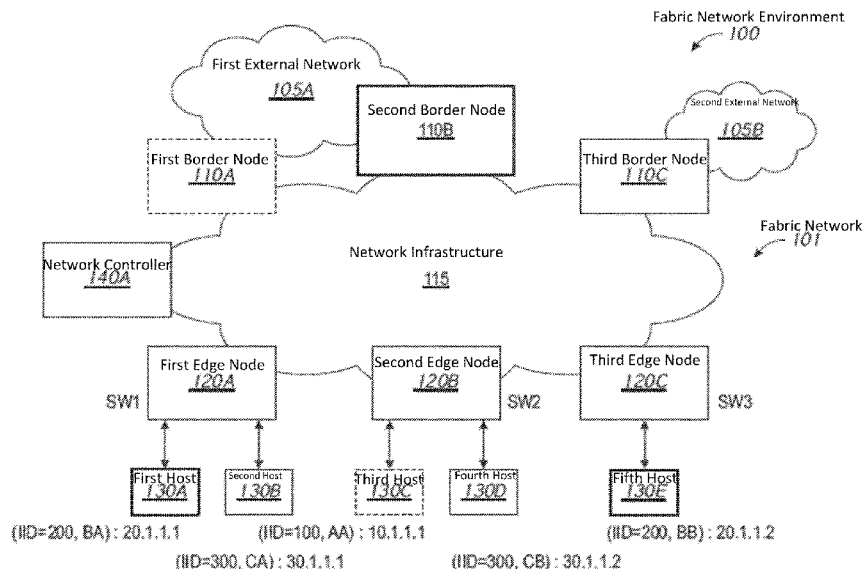 Fabric Network Environment
100
First External Network
105A
Second External Network
105B
Second Border Node
110B
First Border Node
110A
Third Border Node
110C
Fabric Network
101
Network Controller
140A
Network Infrastructure
115
First Edge Node
120A
Second Edge Node
120B
Third Edge Node
120C
SW1
SW2
SW3
First Host
130A
Second Host
130B
Third Host
130C
Fourth Host
130D
Fifth Host
130E
(IID=200, BA) : 20.1.1.1
(IID=100, AA) : 10.1.1.1
(IID=200, BB) : 20.1.1.2
(IID=300, CA) : 30.1.1.1
(IID=300, CB) : 30.1.1.2